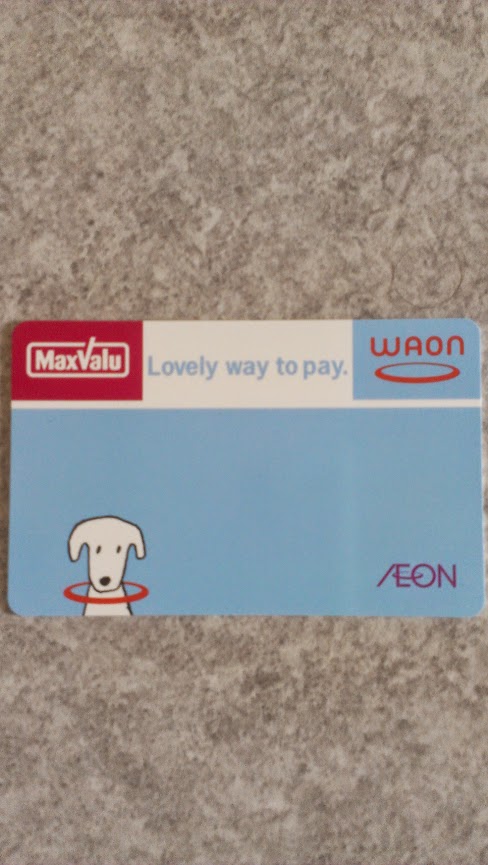 MaxValu
Lovely way to pay.
WAON
ÆON